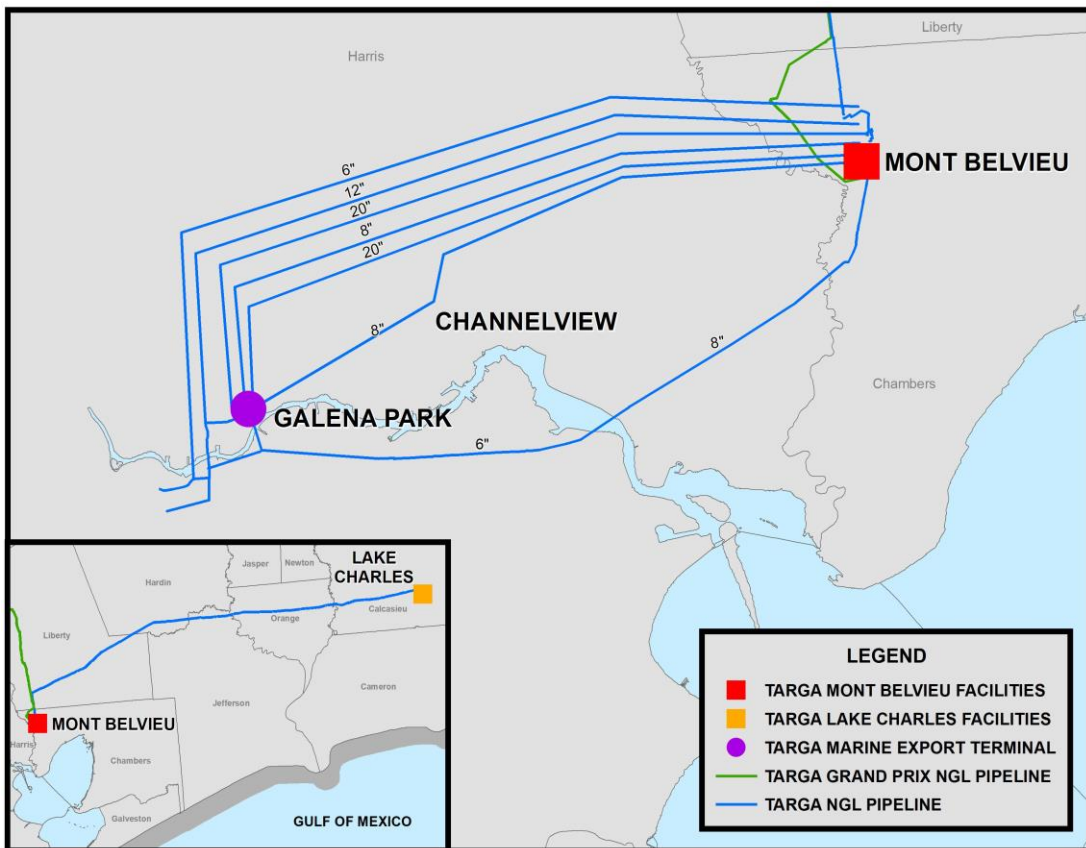 Liberty
Harris
MONT BELVIEU
6"
12"
20"
8"
20"
CHANNELVIEW
8"
8"
Chambers
GALENA PARK
6"
LAKE
CHARLES
Jasper
Newton
Hardin
Calcasieu
Orange
Liberty
Cameron
Jefferson
MONT BELVIEU
Harris
Chambers
Galveston
GULF OF MEXICO
LEGEND
TARGA MONT BELVIEU FACILITIES
TARGA LAKE CHARLES FACILITIES
TARGA MARINE EXPORT TERMINAL
TARGA GRAND PRIX NGL PIPELINE
TARGA NGL PIPELINE